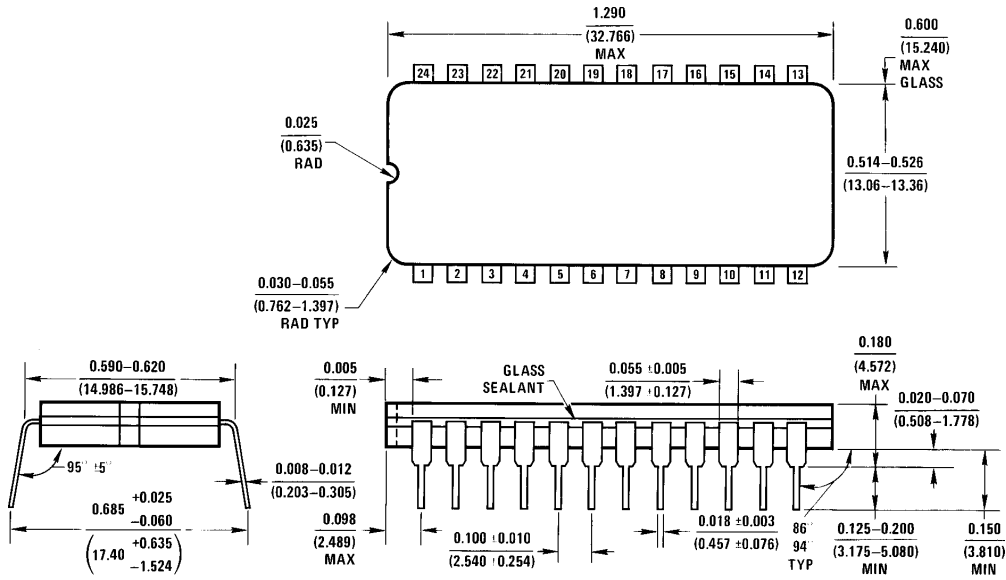 1.290
(32.766)
MAX
0.600
(15.240)
MAX
GLASS
24 23 22 21 20 19 18 17 16 15 14 13
0.025
(0.635)
RAD
0.514–0.526
(13.06–13.36)
1 2 3 4 5 6 7 8 9 10 11 12
0.030–0.055
(0.762–1.397)
RAD TYP
0.590–0.620
(14.986–15.748)
0.005
(0.127)
MIN
GLASS
SEALANT
0.055 ±0.005
(1.397 ±0.127)
0.180
(4.572)
MAX
0.020–0.070
(0.508–1.778)
95° ±5°
0.008–0.012
(0.203–0.305)
0.685 +0.025
−0.060
(17.40 +0.635
−1.524)
0.098
(2.489)
MAX
0.100 ±0.010
(2.540 ±0.254)
0.018 ±0.003
(0.457 ±0.076)
86°
94°
TYP
0.125–0.200
(3.175–5.080)
MIN
0.150
(3.810)
MIN